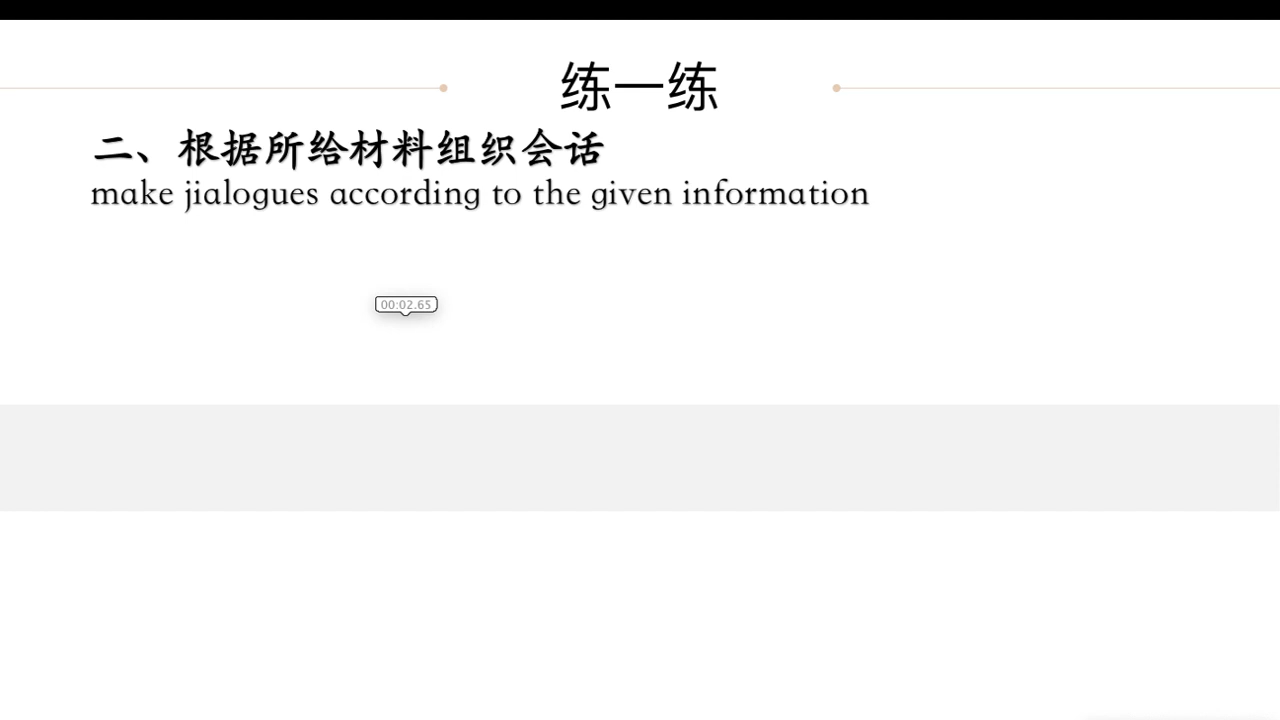 练一练
二、根据所给材料组织会话
make jialogues according to the given information
00:02.65